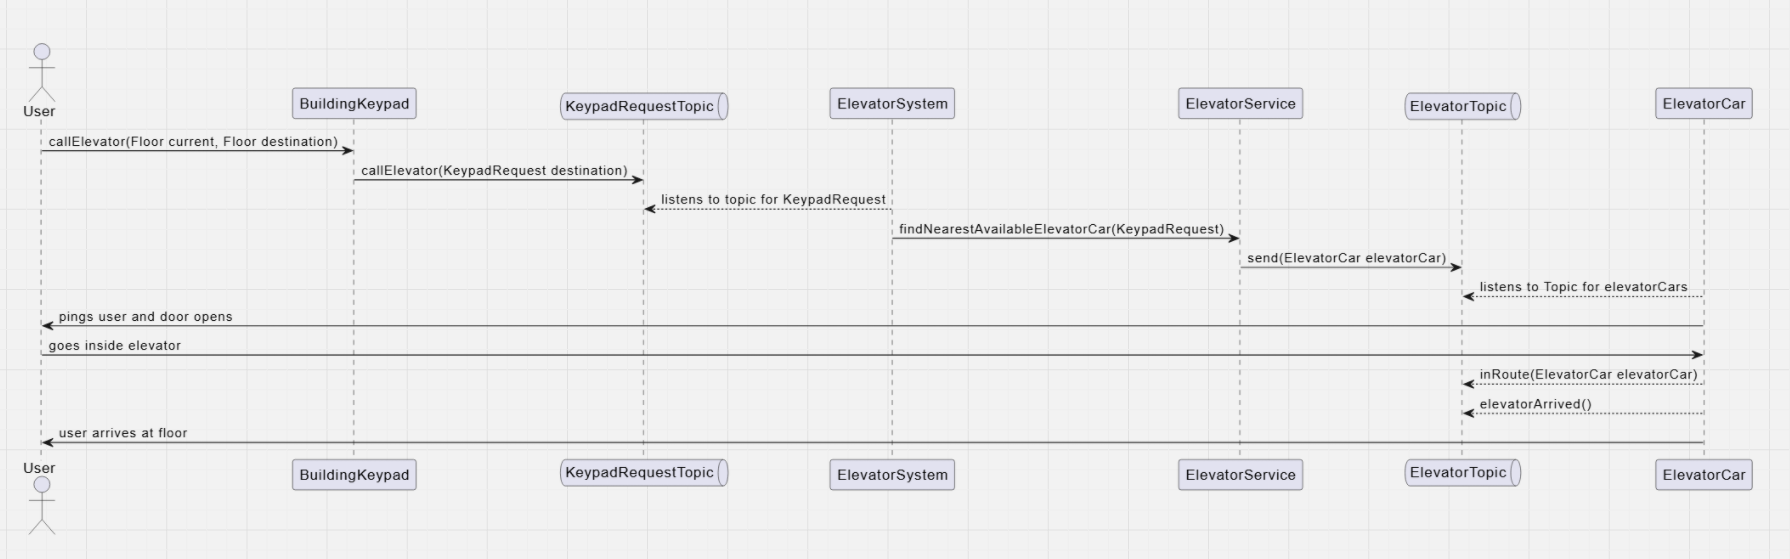 User
BuildingKeypad
KeypadRequestTopic
ElevatorSystem
ElevatorService
ElevatorTopic
ElevatorCar
callElevator(Floor current, Floor destination)
callElevator(KeypadRequest destination)
listens to topic for KeypadRequest
findNearestAvailableElevatorCar(KeypadRequest)
send(ElevatorCar elevatorCar)
listens to Topic for elevatorCars
pings user and door opens
goes inside elevator
inRoute(ElevatorCar elevatorCar)
elevatorArrived()
user arrives at floor
User
BuildingKeypad
KeypadRequestTopic
ElevatorSystem
ElevatorService
ElevatorTopic
ElevatorCar